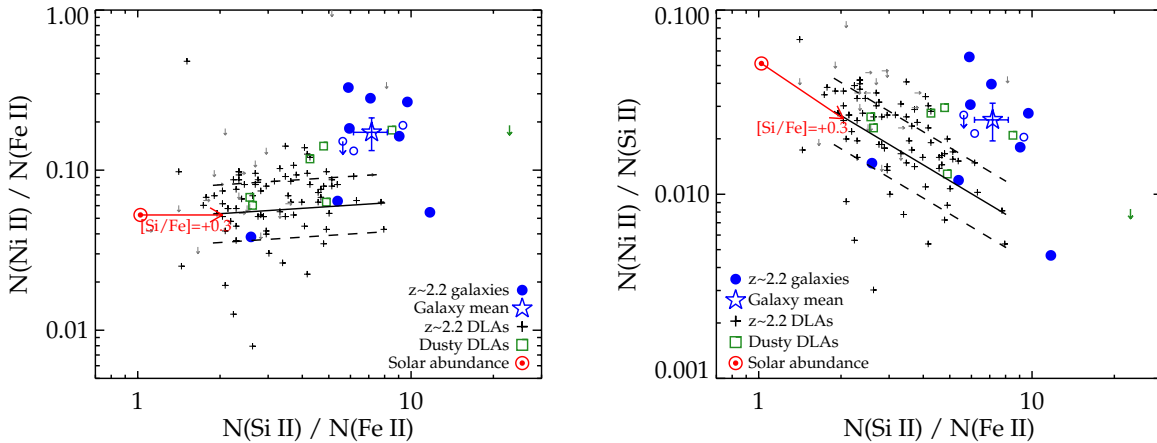 1.00
0.10
0.01
N(Ni II) / N(Fe II)
[Si/Fe]=+0.3
z~2.2 galaxies
Galaxy mean
z~2.2 DLAs
Dusty DLAs
Solar abundance
1
10
N(Si II) / N(Fe II)
0.100
0.010
0.001
N(Ni II) / N(Si II)
[Si/Fe]=+0.3
z~2.2 galaxies
Galaxy mean
z~2.2 DLAs
Dusty DLAs
Solar abundance
1
10
N(Si II) / N(Fe II)